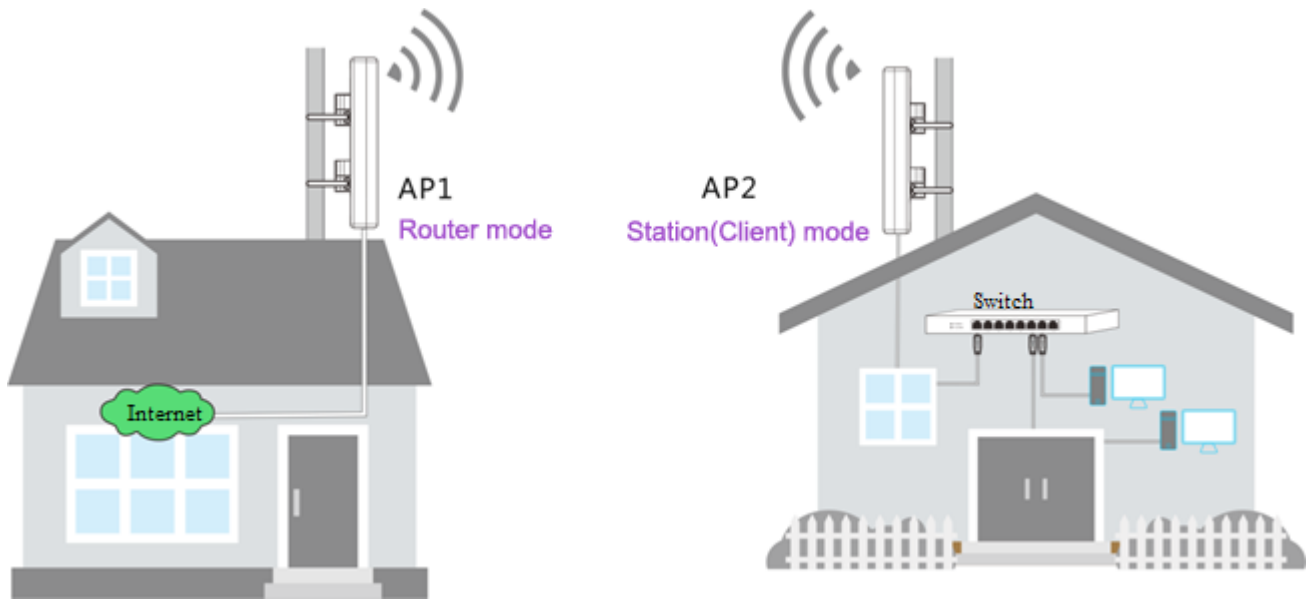 AP1
Router mode
AP2
Station(Client) mode
Switch
Internet